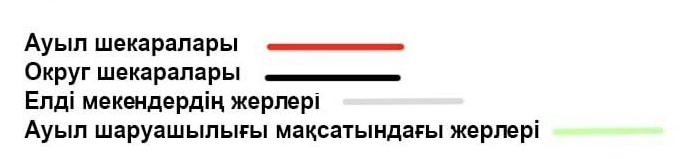 Ауыл шекаралары
Округ шекаралары
Елді мекендердің жерлері
Ауыл шаруашылығы мақсатындағы жерлері